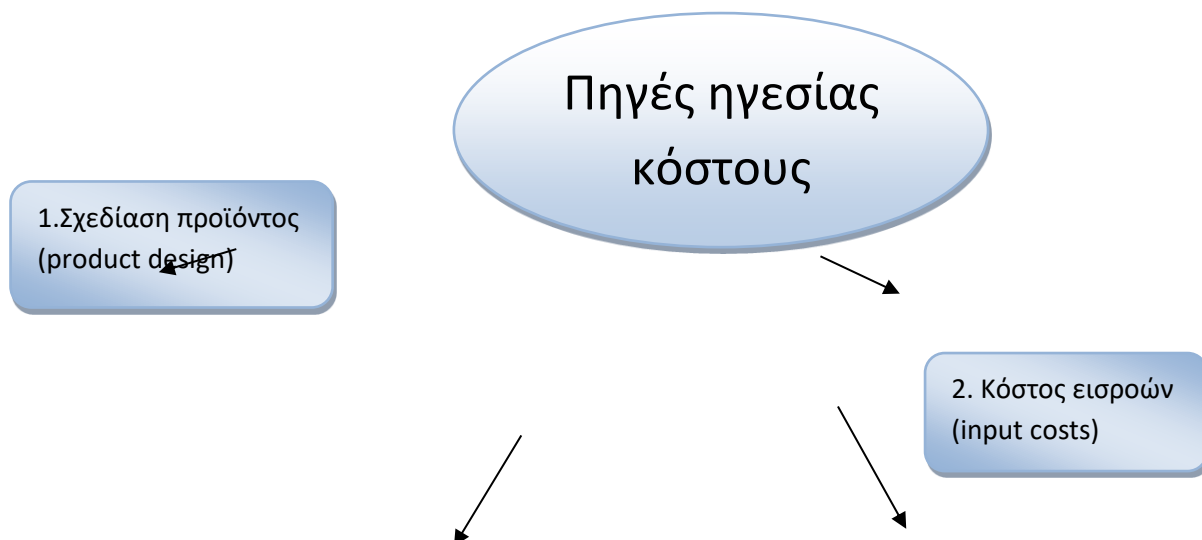 Πηγές ηγεσίας
κόστους
1.Σχεδίαση προϊόντος
(product design)
2. Κόστος εισροών
(input costs)